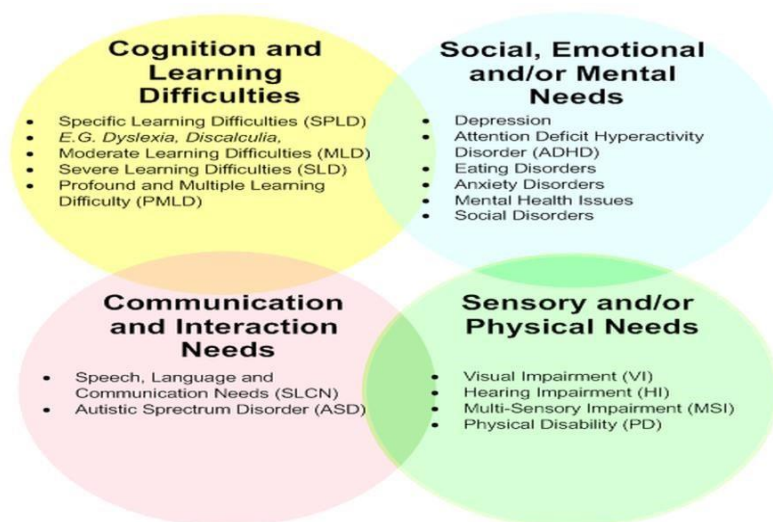 Cognition and
Learning
Difficulties
• Specific Learning Difficulties (SPLD)
• E.G. Dyslexia, Discalculia,
• Moderate Learning Difficulties (MLD)
• Severe Learning Difficulties (SLD)
• Profound and Multiple Learning
Difficulty (PMLD)
Social, Emotional
and/or Mental
Needs
• Depression
• Attention Deficit Hyperactivity
Disorder (ADHD)
• Eating Disorders
• Anxiety Disorders
• Mental Health Issues
• Social Disorders
Communication
and Interaction
Needs
• Speech, Language and
Communication Needs (SLCN)
• Autistic Spectrum Disorder (ASD)
Sensory and/or
Physical Needs
• Visual Impairment (VI)
• Hearing Impairment (HI)
• Multi-Sensory Impairment (MSI)
• Physical Disability (PD)